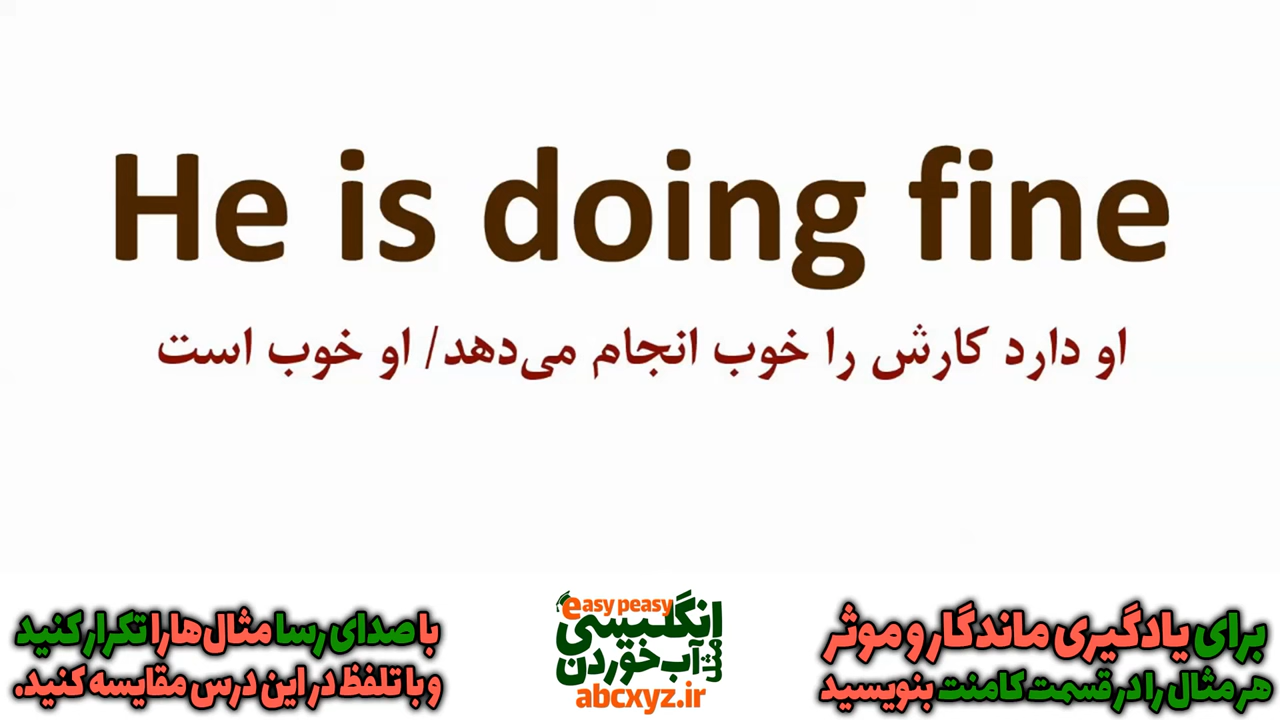 He is doing fine
او دارد کارش را خوب انجام می‌دهد/ او خوب است
برای یادگیری ماندگار و موثر
هر مثال را در قسمت کامنت بنویسید
easy peasy
انگلیسی
مثل آب خوردن
abcxyz.ir
با صدای رسا مثال‌ها را تکرار کنید
و با تلفظ در این درس مقایسه کنید.